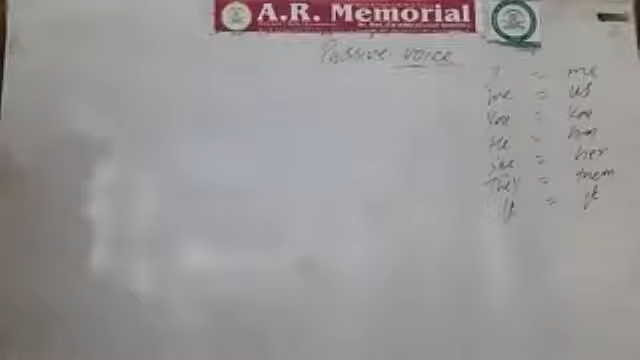 A.R. Memorial
Passive voice
I = me
we = us
You = you
He = him
she = her
They = them
It = it